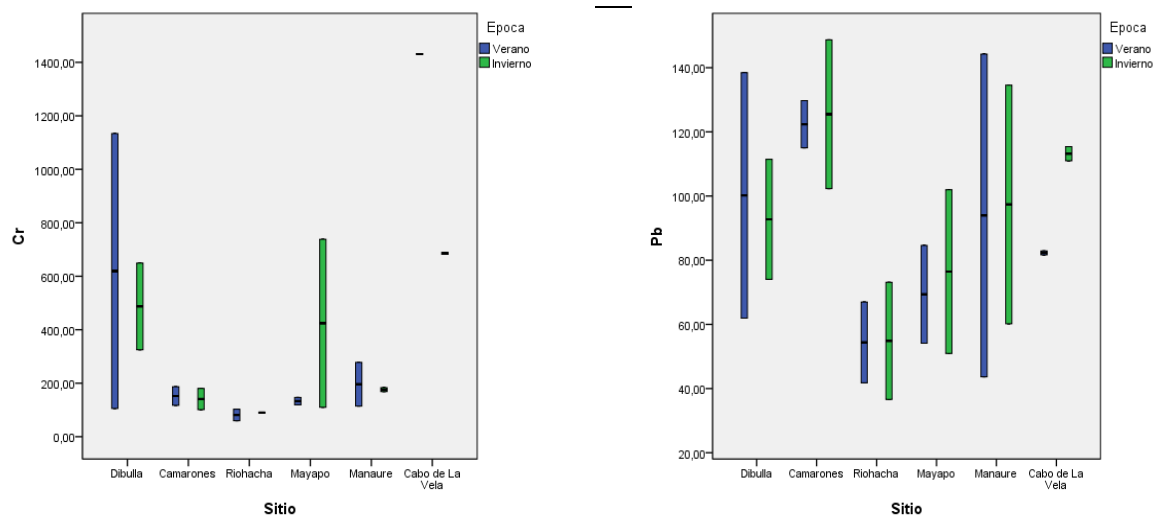 Epoca
Verano
Invierno
1400,00
1200,00
1000,00
800,00
600,00
400,00
200,00
0,00
Cr
Dibulla
Camarones
Riohacha
Mayapo
Manaure
Cabo de La
Vela
Sitio
Epoca
Verano
Invierno
140,00
120,00
100,00
80,00
60,00
40,00
20,00
Pb
Dibulla
Camarones
Riohacha
Mayapo
Manaure
Cabo de La
Vela
Sitio